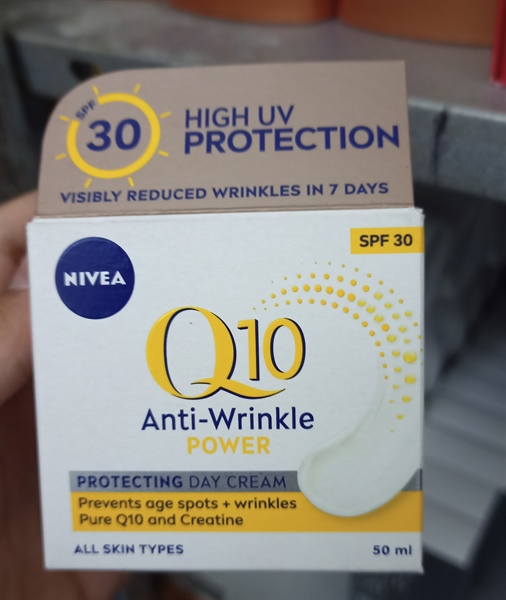 SPF
30
HIGH UV
PROTECTION
VISIBLY REDUCED WRINKLES IN 7 DAYS
SPF 30
NIVEA
Q10
Anti-Wrinkle
POWER
PROTECTING DAY CREAM
Prevents age spots + wrinkles
Pure Q10 and Creatine
ALL SKIN TYPES 50 ml